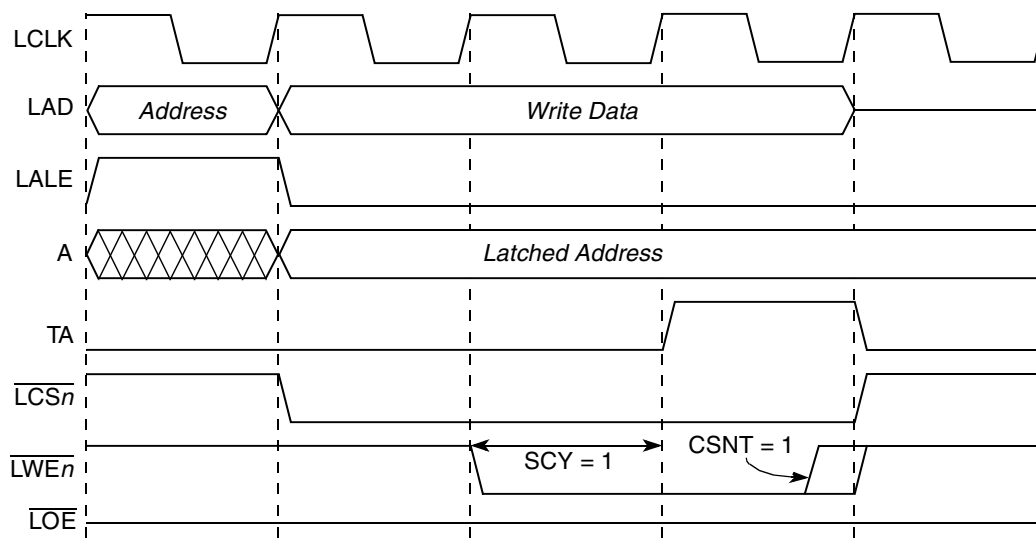 LCLK
LAD Address Write Data
LALE
A Latched Address
TA
LCSn
LWEn SCY = 1 CSNT = 1
LOE